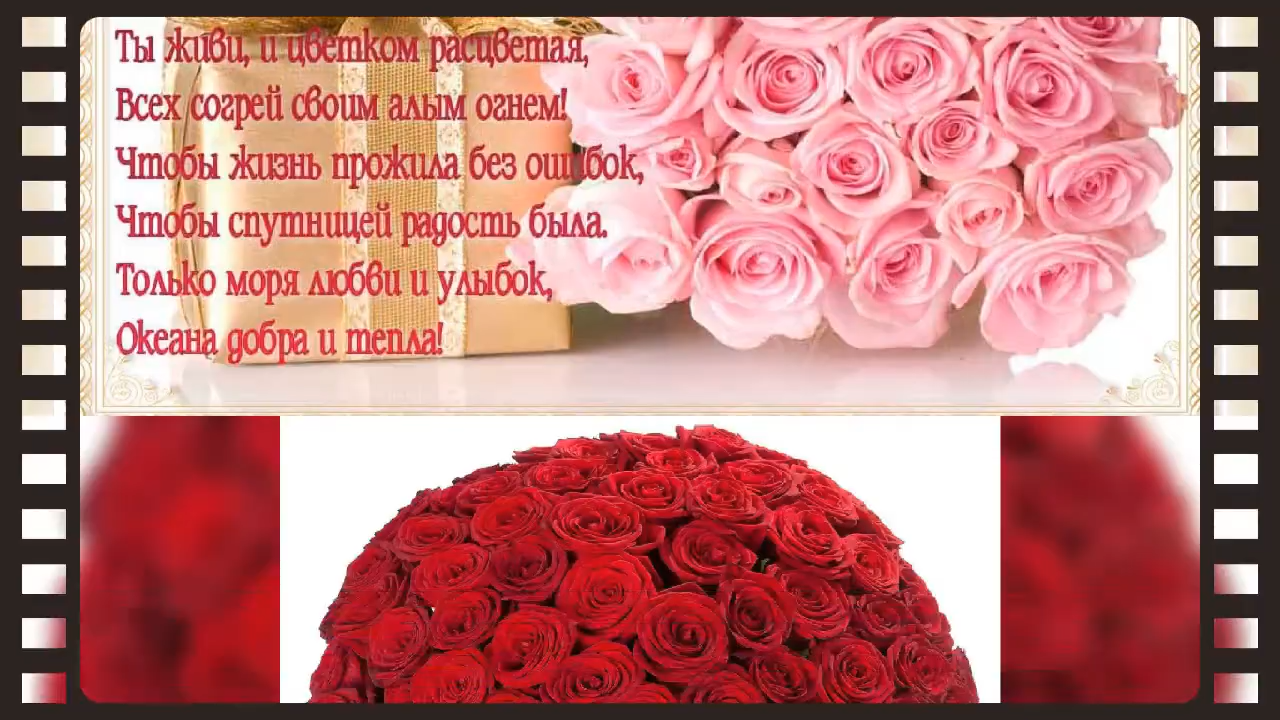 Ты живи, и цветком расцветая,
Всех согрей своим алым огнем!
Чтобы жизнь прожила без ошибок,
Чтобы спутницей радость была.
Только моря любви и улыбок,
Океана добра и тепла!